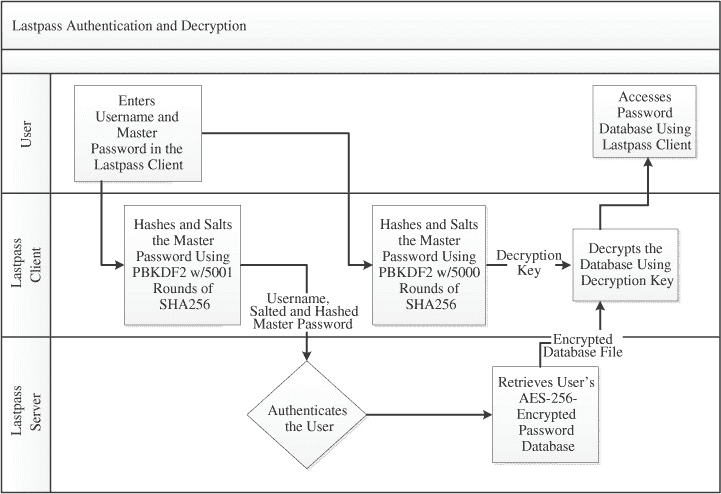 Lastpass Authentication and Decryption
User
Enters
Username and
Master
Password in the
Lastpass Client
Accesses
Password
Database Using
Lastpass Client
Lastpass
Client
Hashes and Salts
the Master
Password Using
PBKDF2 w/5001
Rounds of
SHA256
Username,
Salted and Hashed
Master Password
Hashes and Salts
the Master
Password Using
PBKDF2 w/5000
Rounds of
SHA256
Decryption
Key
Decrypts the
Database Using
Decryption Key
Encrypted
Database File
Lastpass
Server
Authenticates
the User
Retrieves User's
AES-256-
Encrypted
Password
Database